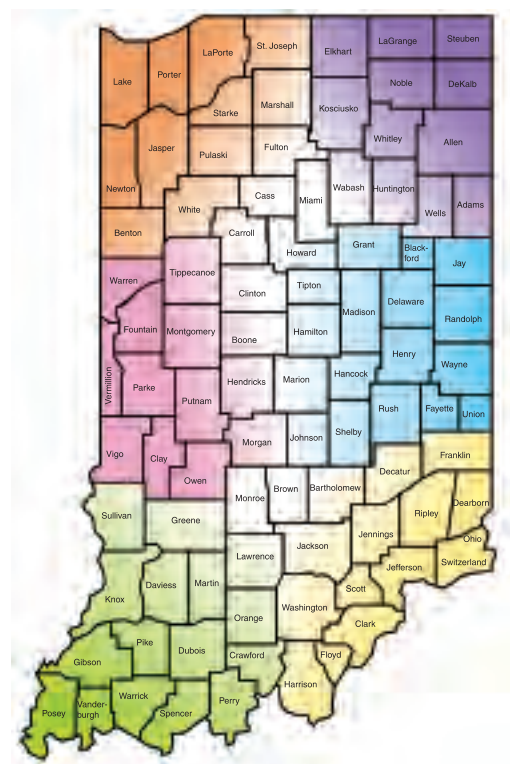 LaPorte
St. Joseph
Elkhart
LaGrange
Steuben
Lake
Porter
Noble
DeKalb
Starke
Marshall
Kosciusko
Jasper
Pulaski
Fulton
Whitley
Allen
Newton
White
Cass
Miami
Wabash
Huntington
Wells
Adams
Benton
Carroll
Howard
Grant
Black-
ford
Jay
Warren
Tippecanoe
Clinton
Tipton
Madison
Delaware
Randolph
Fountain
Montgomery
Boone
Hamilton
Henry
Wayne
Vermillion
Parke
Putnam
Hendricks
Marion
Hancock
Rush
Fayette
Union
Vigo
Clay
Owen
Morgan
Johnson
Shelby
Decatur
Franklin
Sullivan
Greene
Monroe
Brown
Bartholomew
Jennings
Ripley
Dearborn
Ohio
Lawrence
Jackson
Jefferson
Switzerland
Knox
Daviess
Martin
Orange
Washington
Scott
Clark
Gibson
Pike
Dubois
Crawford
Floyd
Harrison
Posey
Vander-
burgh
Warrick
Spencer
Perry